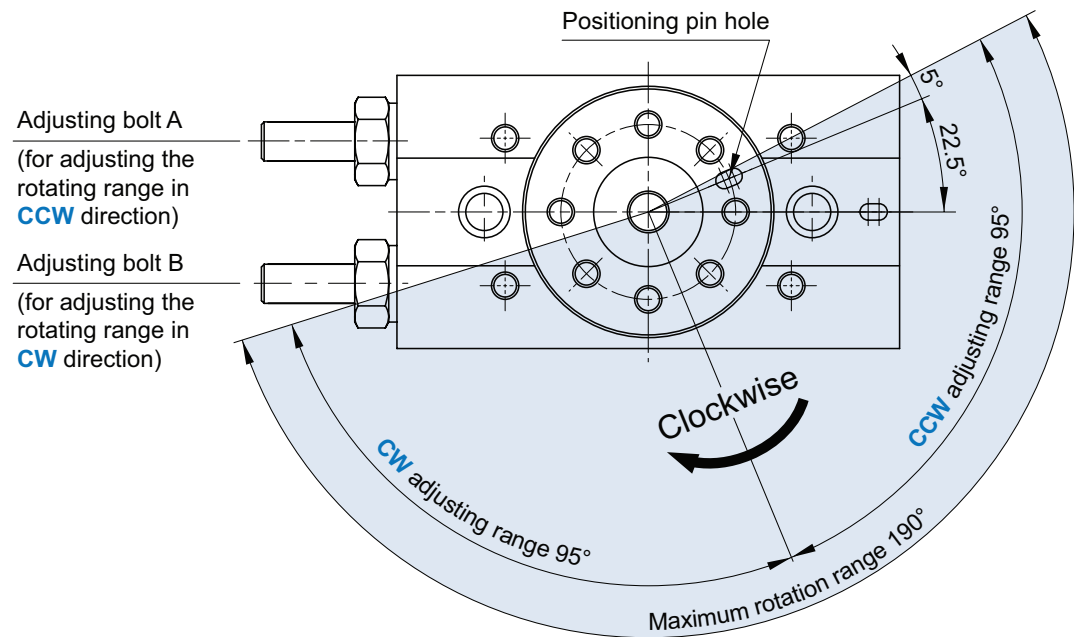 Positioning pin hole
Adjusting bolt A
(for adjusting the
rotating range in
CCW direction)
Adjusting bolt B
(for adjusting the
rotating range in
CW direction)
5°
22.5°
CCW adjusting range 95°
Clockwise
CW adjusting range 95°
Maximum rotation range 190°